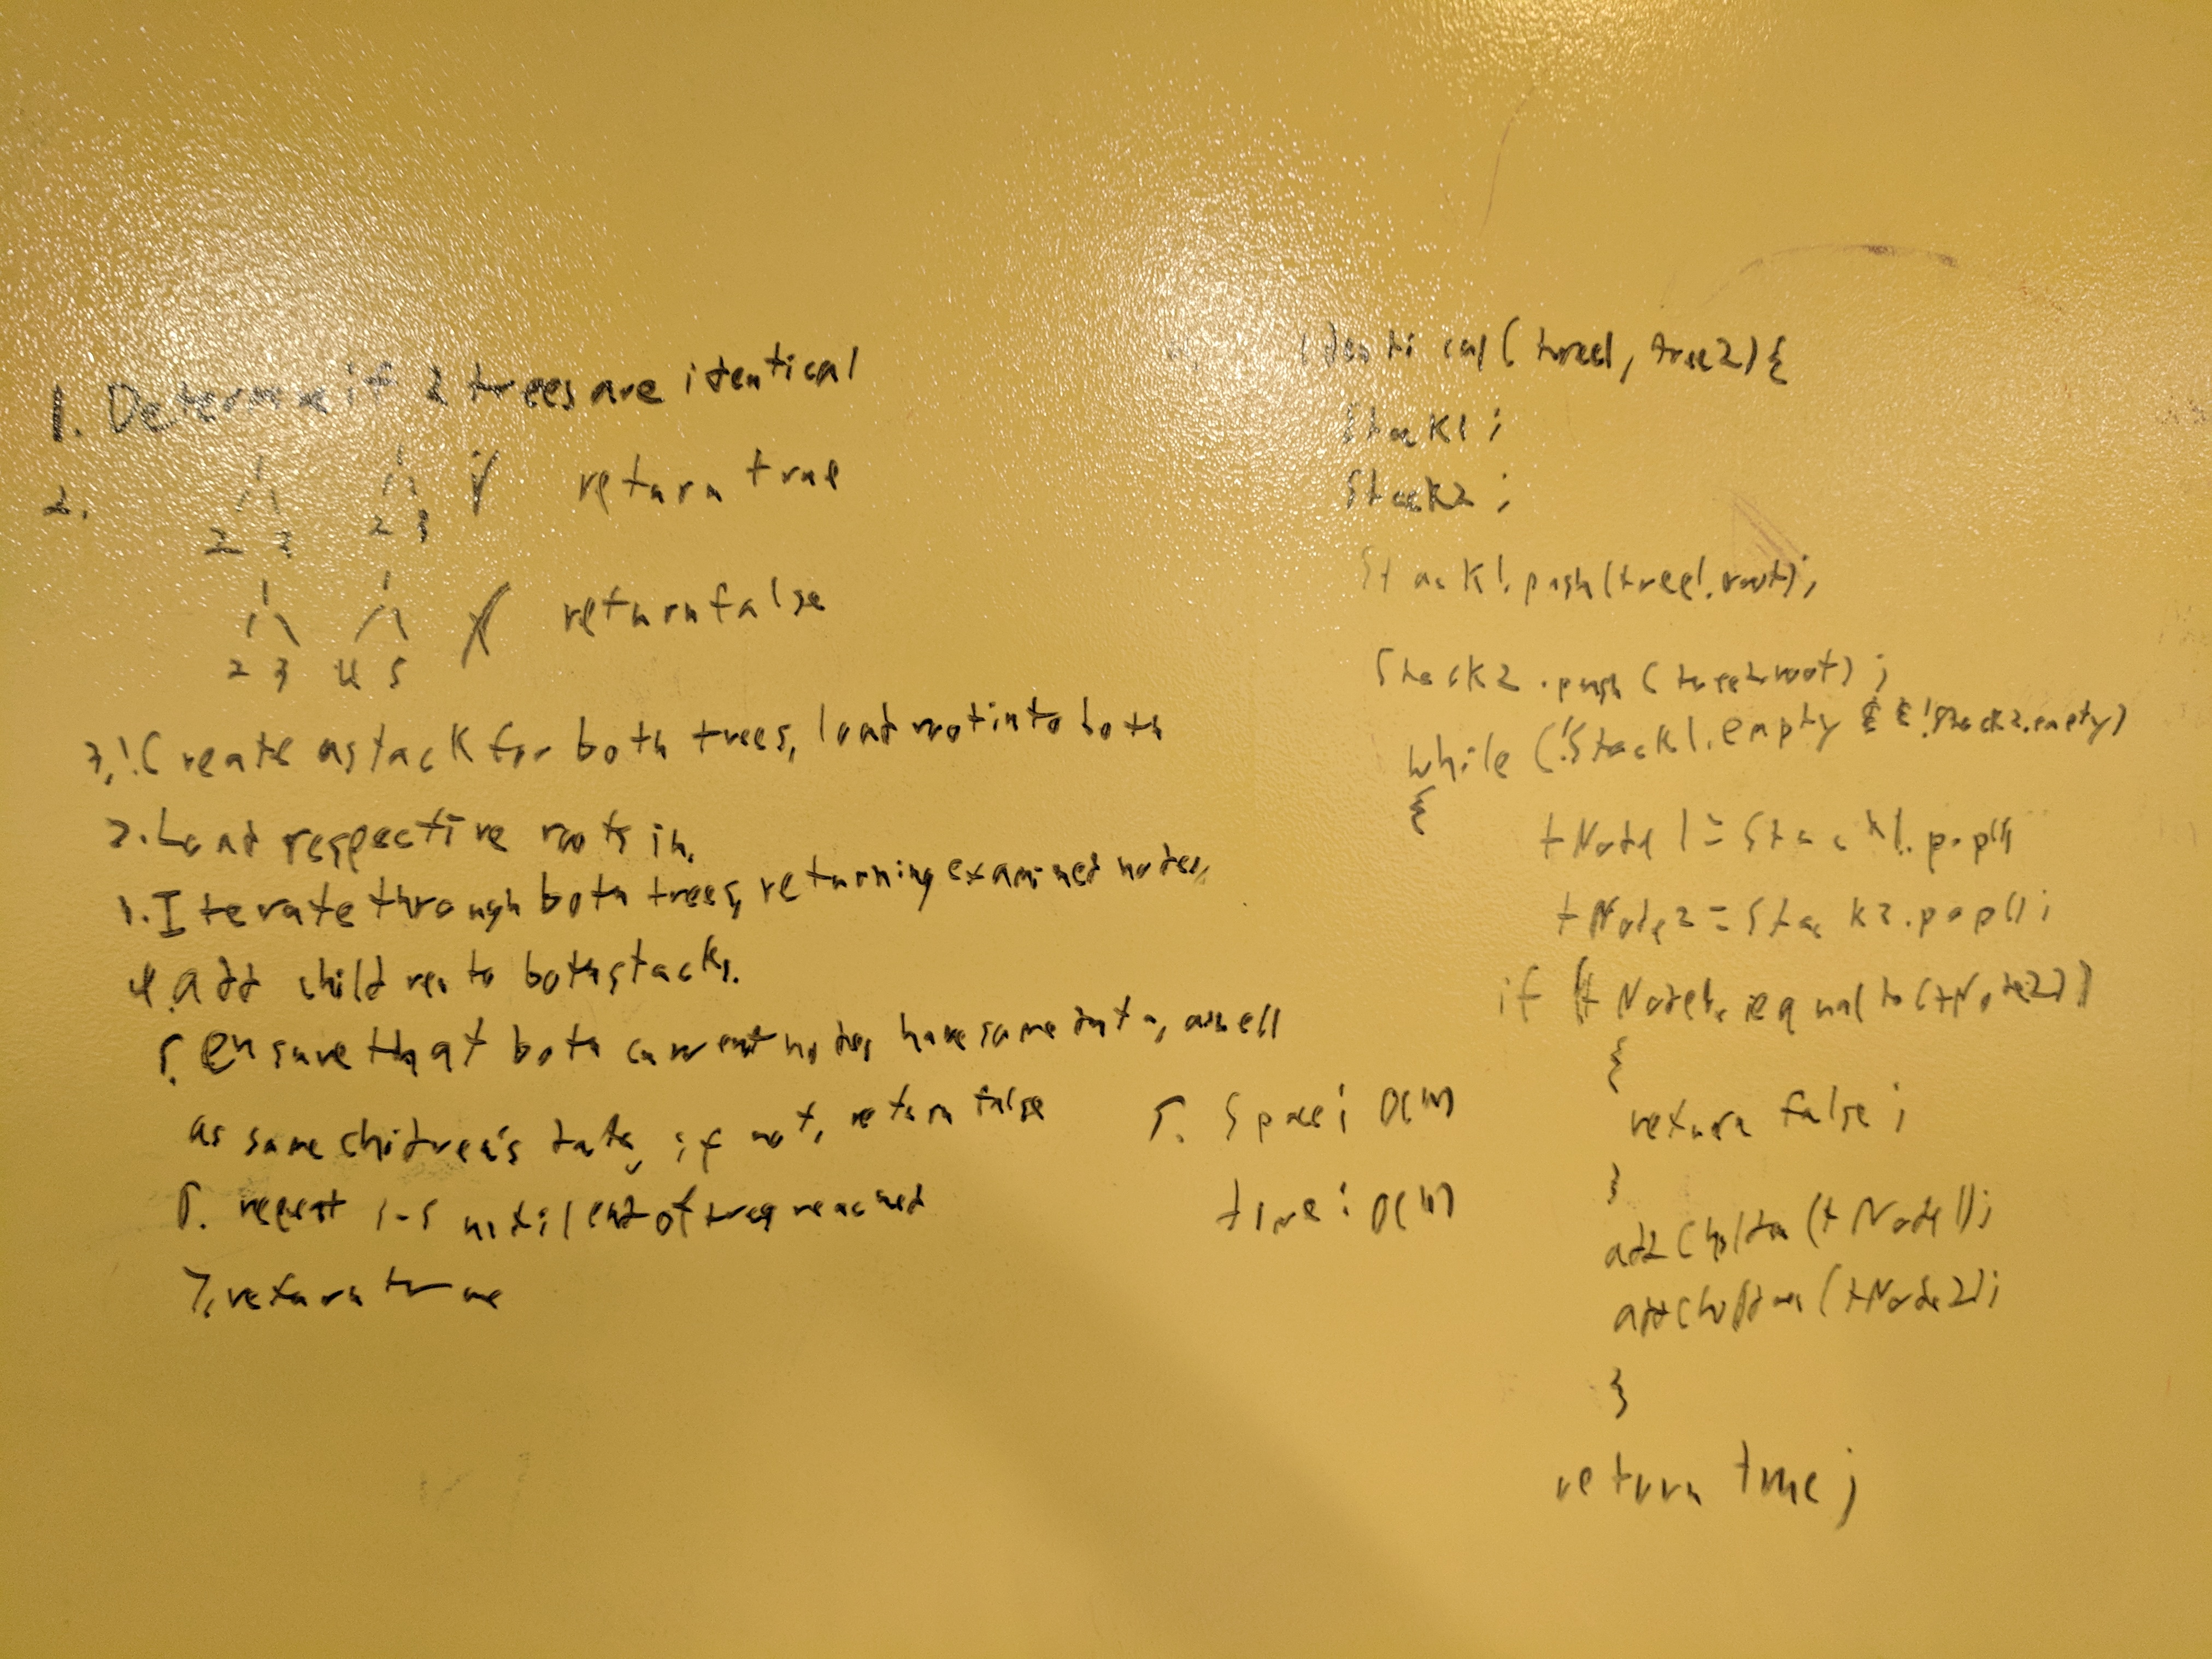 1. Determine if 2 trees are identical
2.
1 1 return true
2 3 2 3
1 1 return false
2 3 4 5
3. 1. Create a stack for both trees, load root into both
2. Load respective roots in.
3. Iterate through both trees, returning examined nodes.
4. add children to both stacks.
5. ensure that both current nodes have same data, as well
as same children's data, if not, return false
6. repeat 1-5 until end of tree reached
7. return true
identical(tree1, tree2){
Stack1;
Stack2;
Stack1.push(tree1.root);
Stack2.push(tree2.root);
while(!Stack1.empty && !Stack2.empty)
{
tNode1 = Stack1.pop()
tNode2 = Stack2.pop();
if (tNode1.equalto(tNode2))
{
return false;
}
addChildren(tNode1);
addChildren(tNode2);
}
return true;
5. Space: O(n)
time: O(n)